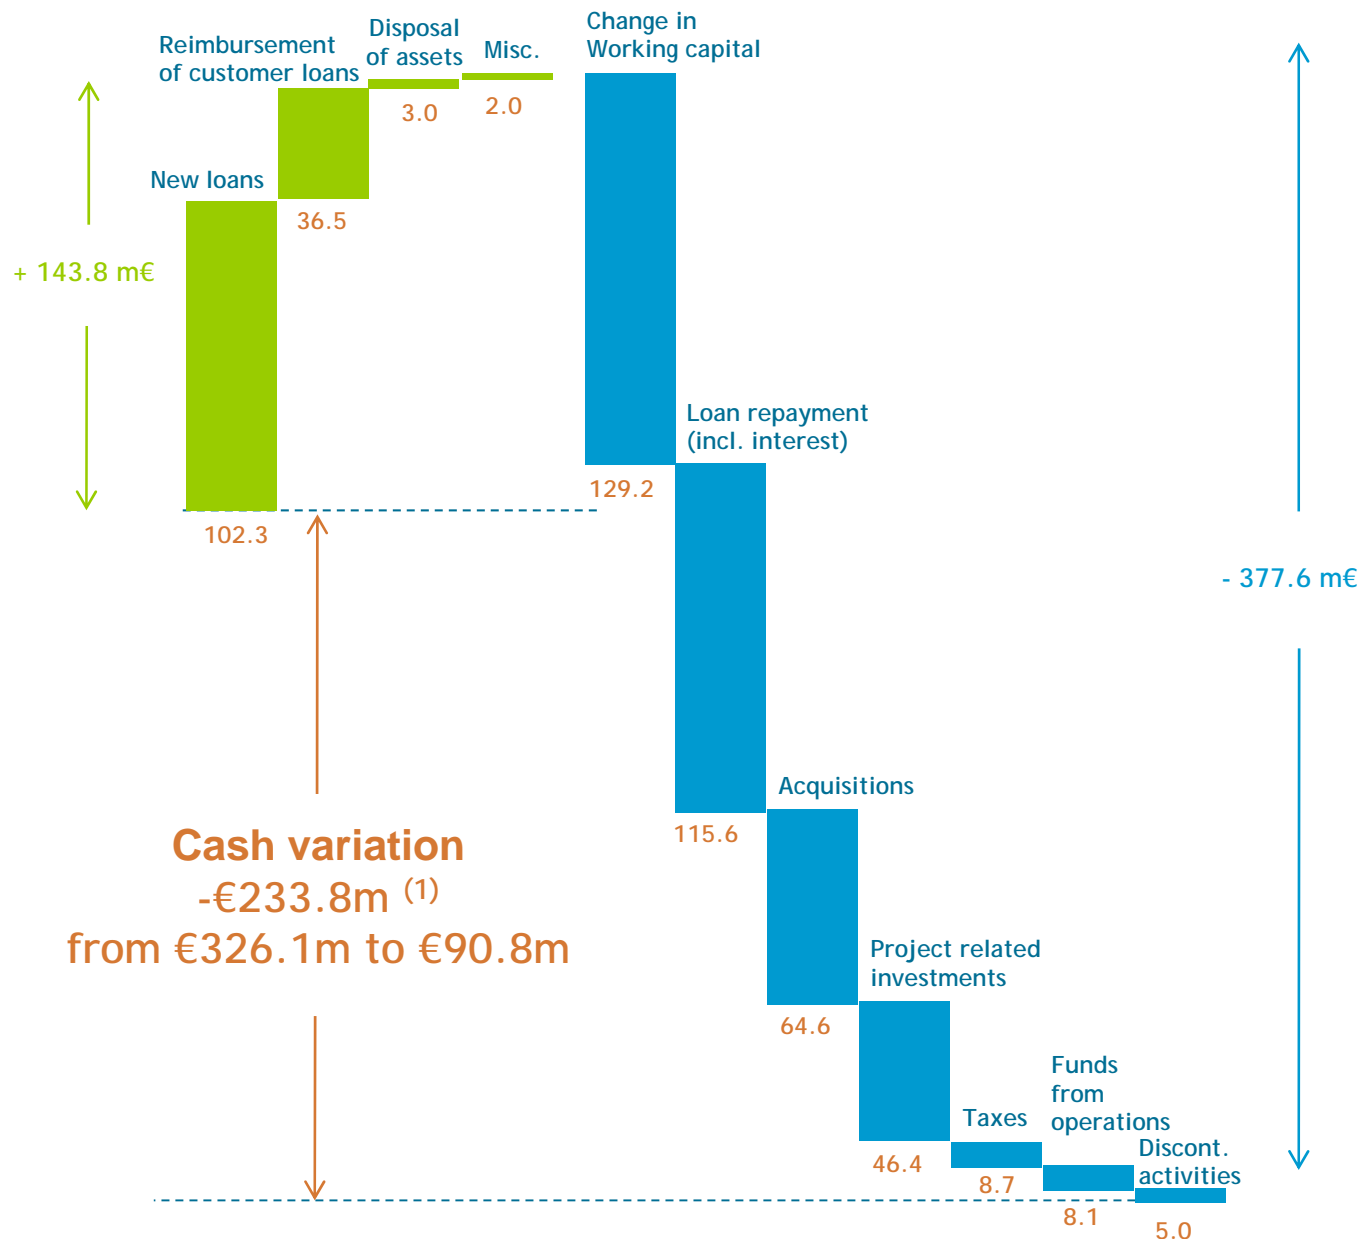 Reimbursement
of customer loans
Disposal
of assets
Misc.
Change in
Working capital
3.0
2.0
New loans
36.5
+ 143.8 m€
Loan repayment
(incl. interest)
129.2
102.3
- 377.6 m€
Acquisitions
115.6
Cash variation
-€233.8m (1)
from €326.1m to €90.8m
Project related
investments
64.6
Funds
from
operations
Taxes
Discont.
activities
46.4
8.7
8.1
5.0